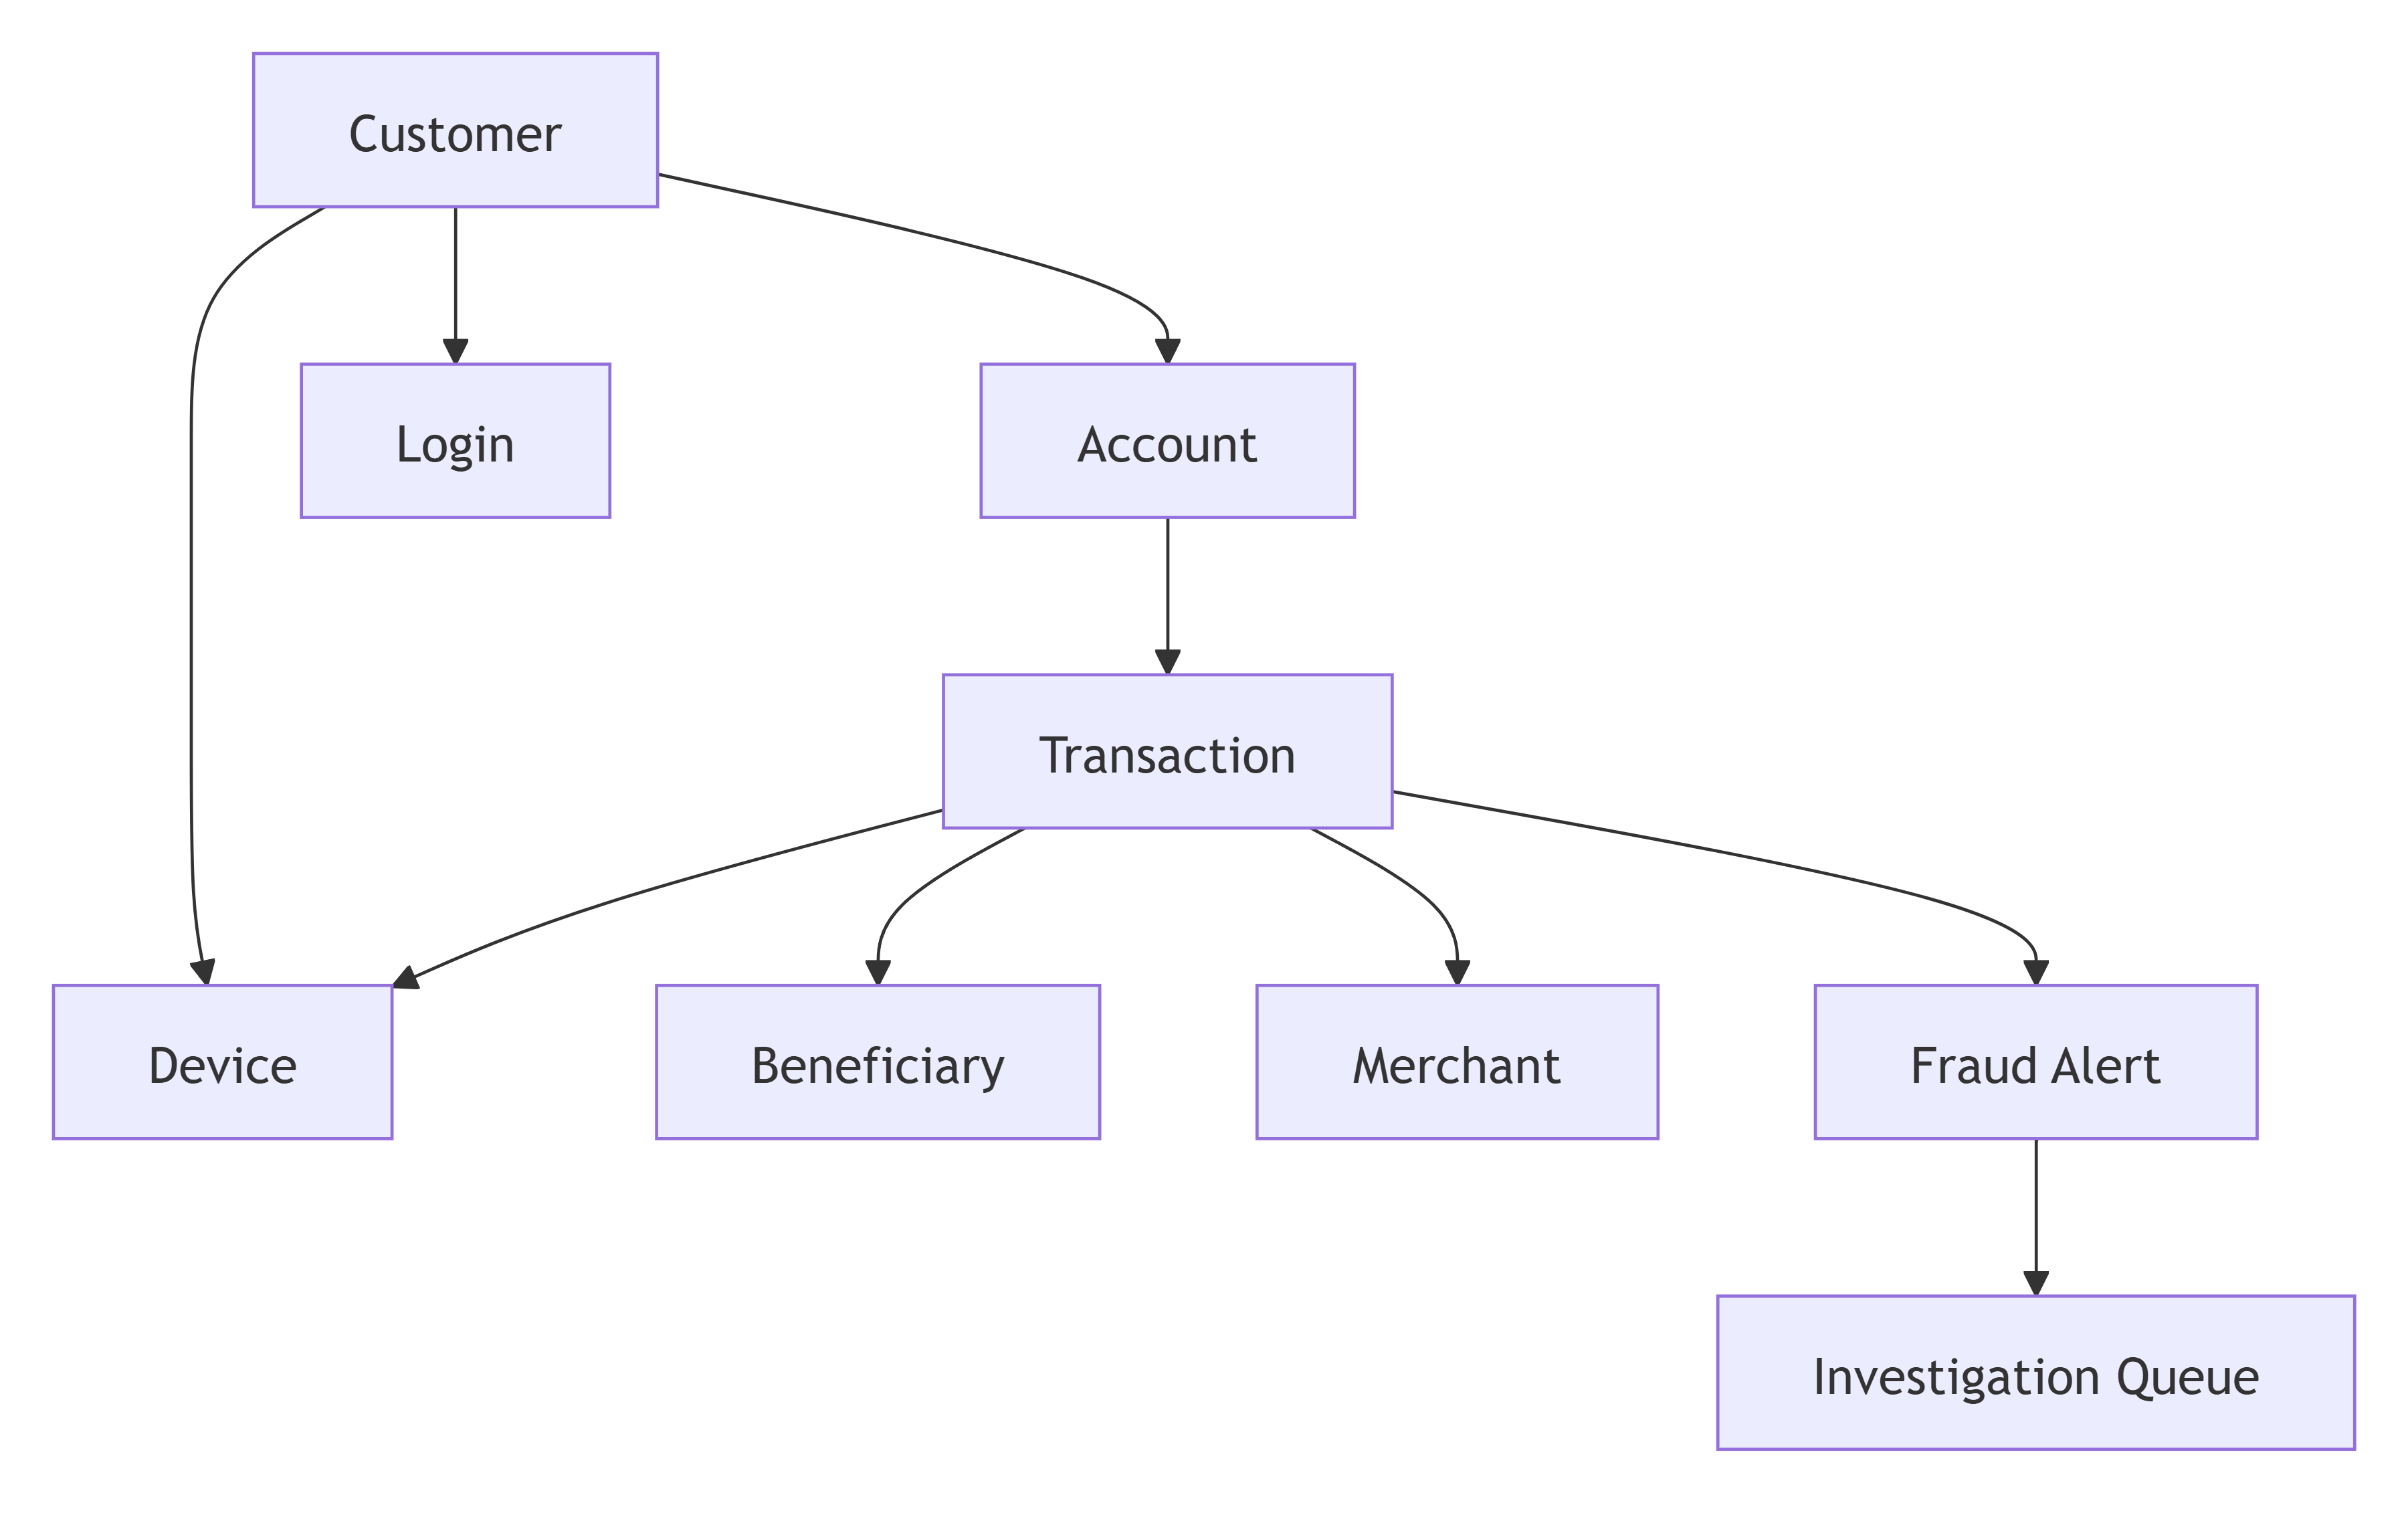 Customer
Login
Account
Transaction
Device
Beneficiary
Merchant
Fraud Alert
Investigation Queue